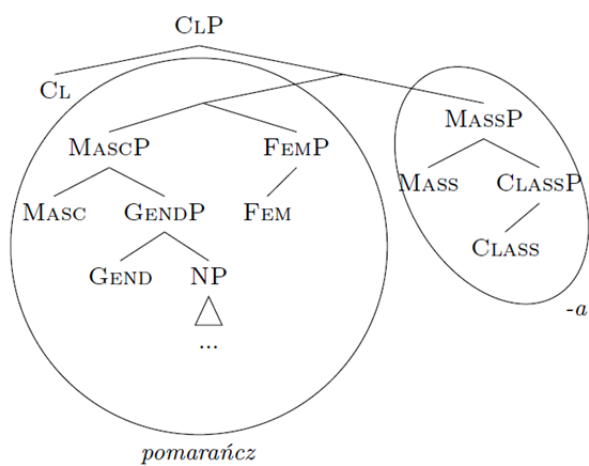 ClP
Cl
MassP
MascP FemP
Mass ClassP
Masc GendP Fem
Class
Gend NP
-a
...
pomarańcz